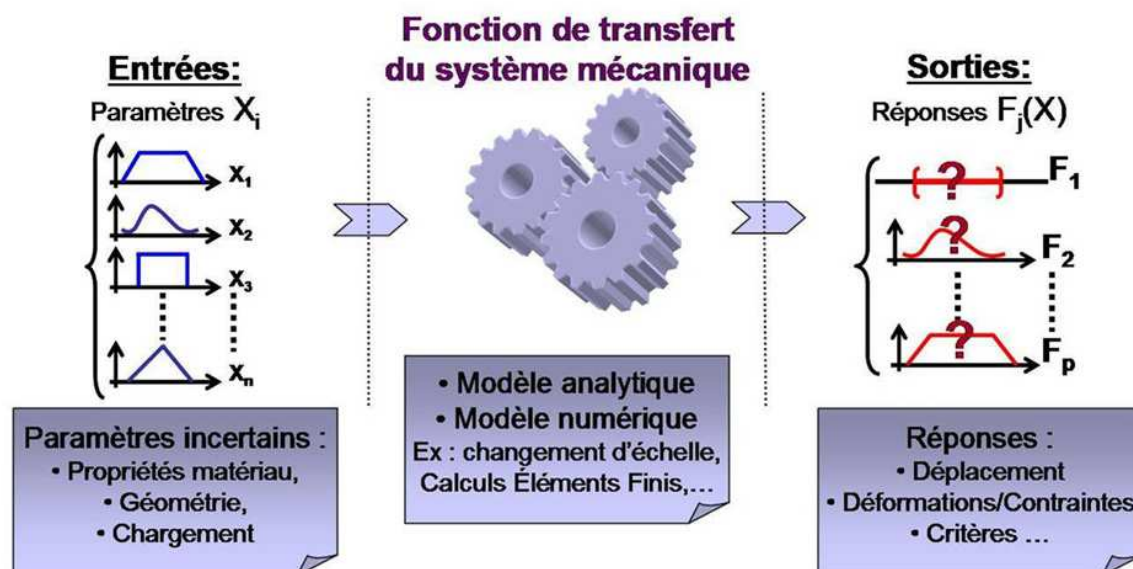 Fonction de transfert
du système mécanique
Entrées:
Paramètres Xi
X1
X2
X3
Xn
Sorties:
Réponses Fj(X)
? F1
? F2
? Fp
Paramètres incertains :
• Propriétés matériau,
• Géométrie,
• Chargement
• Modèle analytique
• Modèle numérique
Ex : changement d'échelle,
Calculs Éléments Finis,...
Réponses :
• Déplacement
• Déformations/Contraintes
• Critères ...